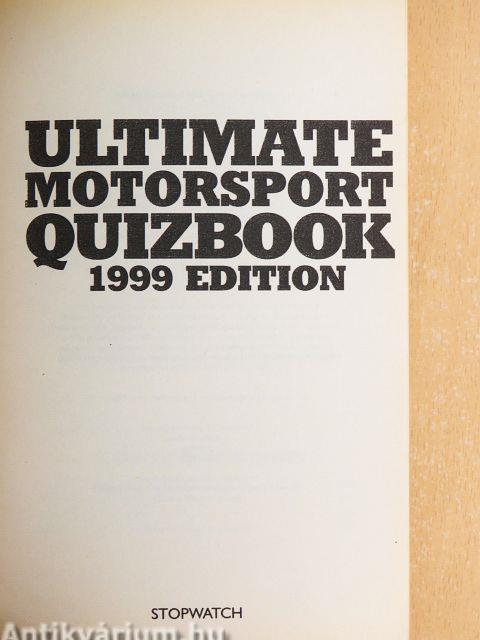 ULTIMATE
MOTORSPORT
QUIZBOOK
1999 EDITION
STOPWATCH
Antikvárium.hu